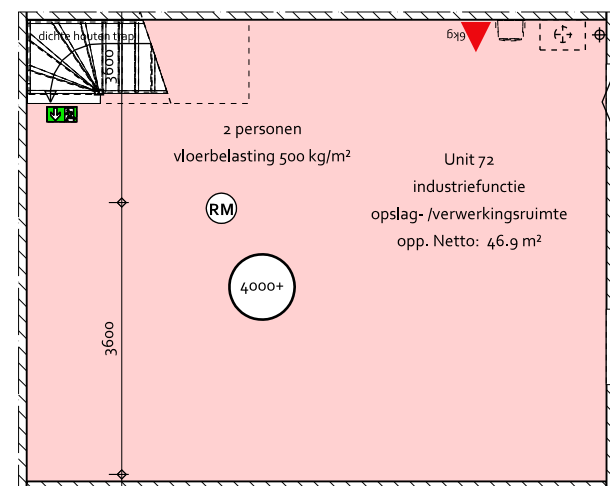 dichte houten trap
3600
6kg
2 personen
vloerbelasting 500 kg/m²
Unit 72
industriefunctie
opslag- /verwerkingsruimte
opp. Netto: 46.9 m²
RM
4000+
3600